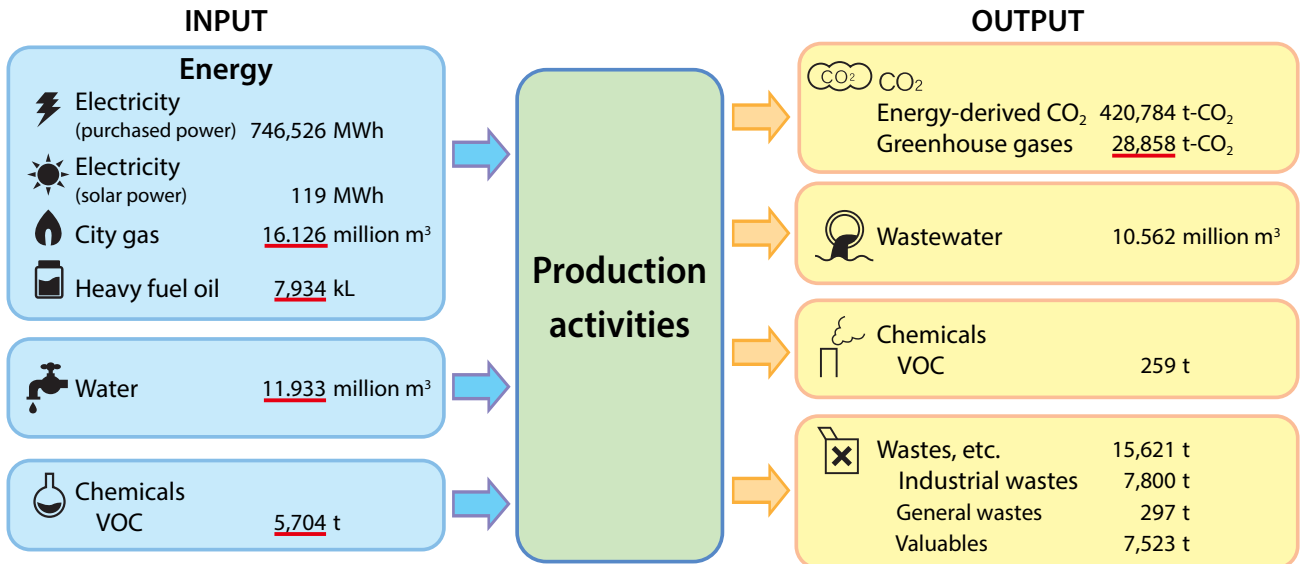 INPUT
Energy
Electricity
(purchased power) 746,526 MWh
Electricity
(solar power) 119 MWh
City gas 16.126 million m³
Heavy fuel oil 7,934 kL
Water 11.933 million m³
Chemicals
VOC 5,704 t
Production
activities
OUTPUT
CO₂ CO₂
Energy-derived CO₂ 420,784 t-CO₂
Greenhouse gases 28,858 t-CO₂
Wastewater 10.562 million m³
Chemicals
VOC 259 t
Wastes, etc. 15,621 t
Industrial wastes 7,800 t
General wastes 297 t
Valuables 7,523 t